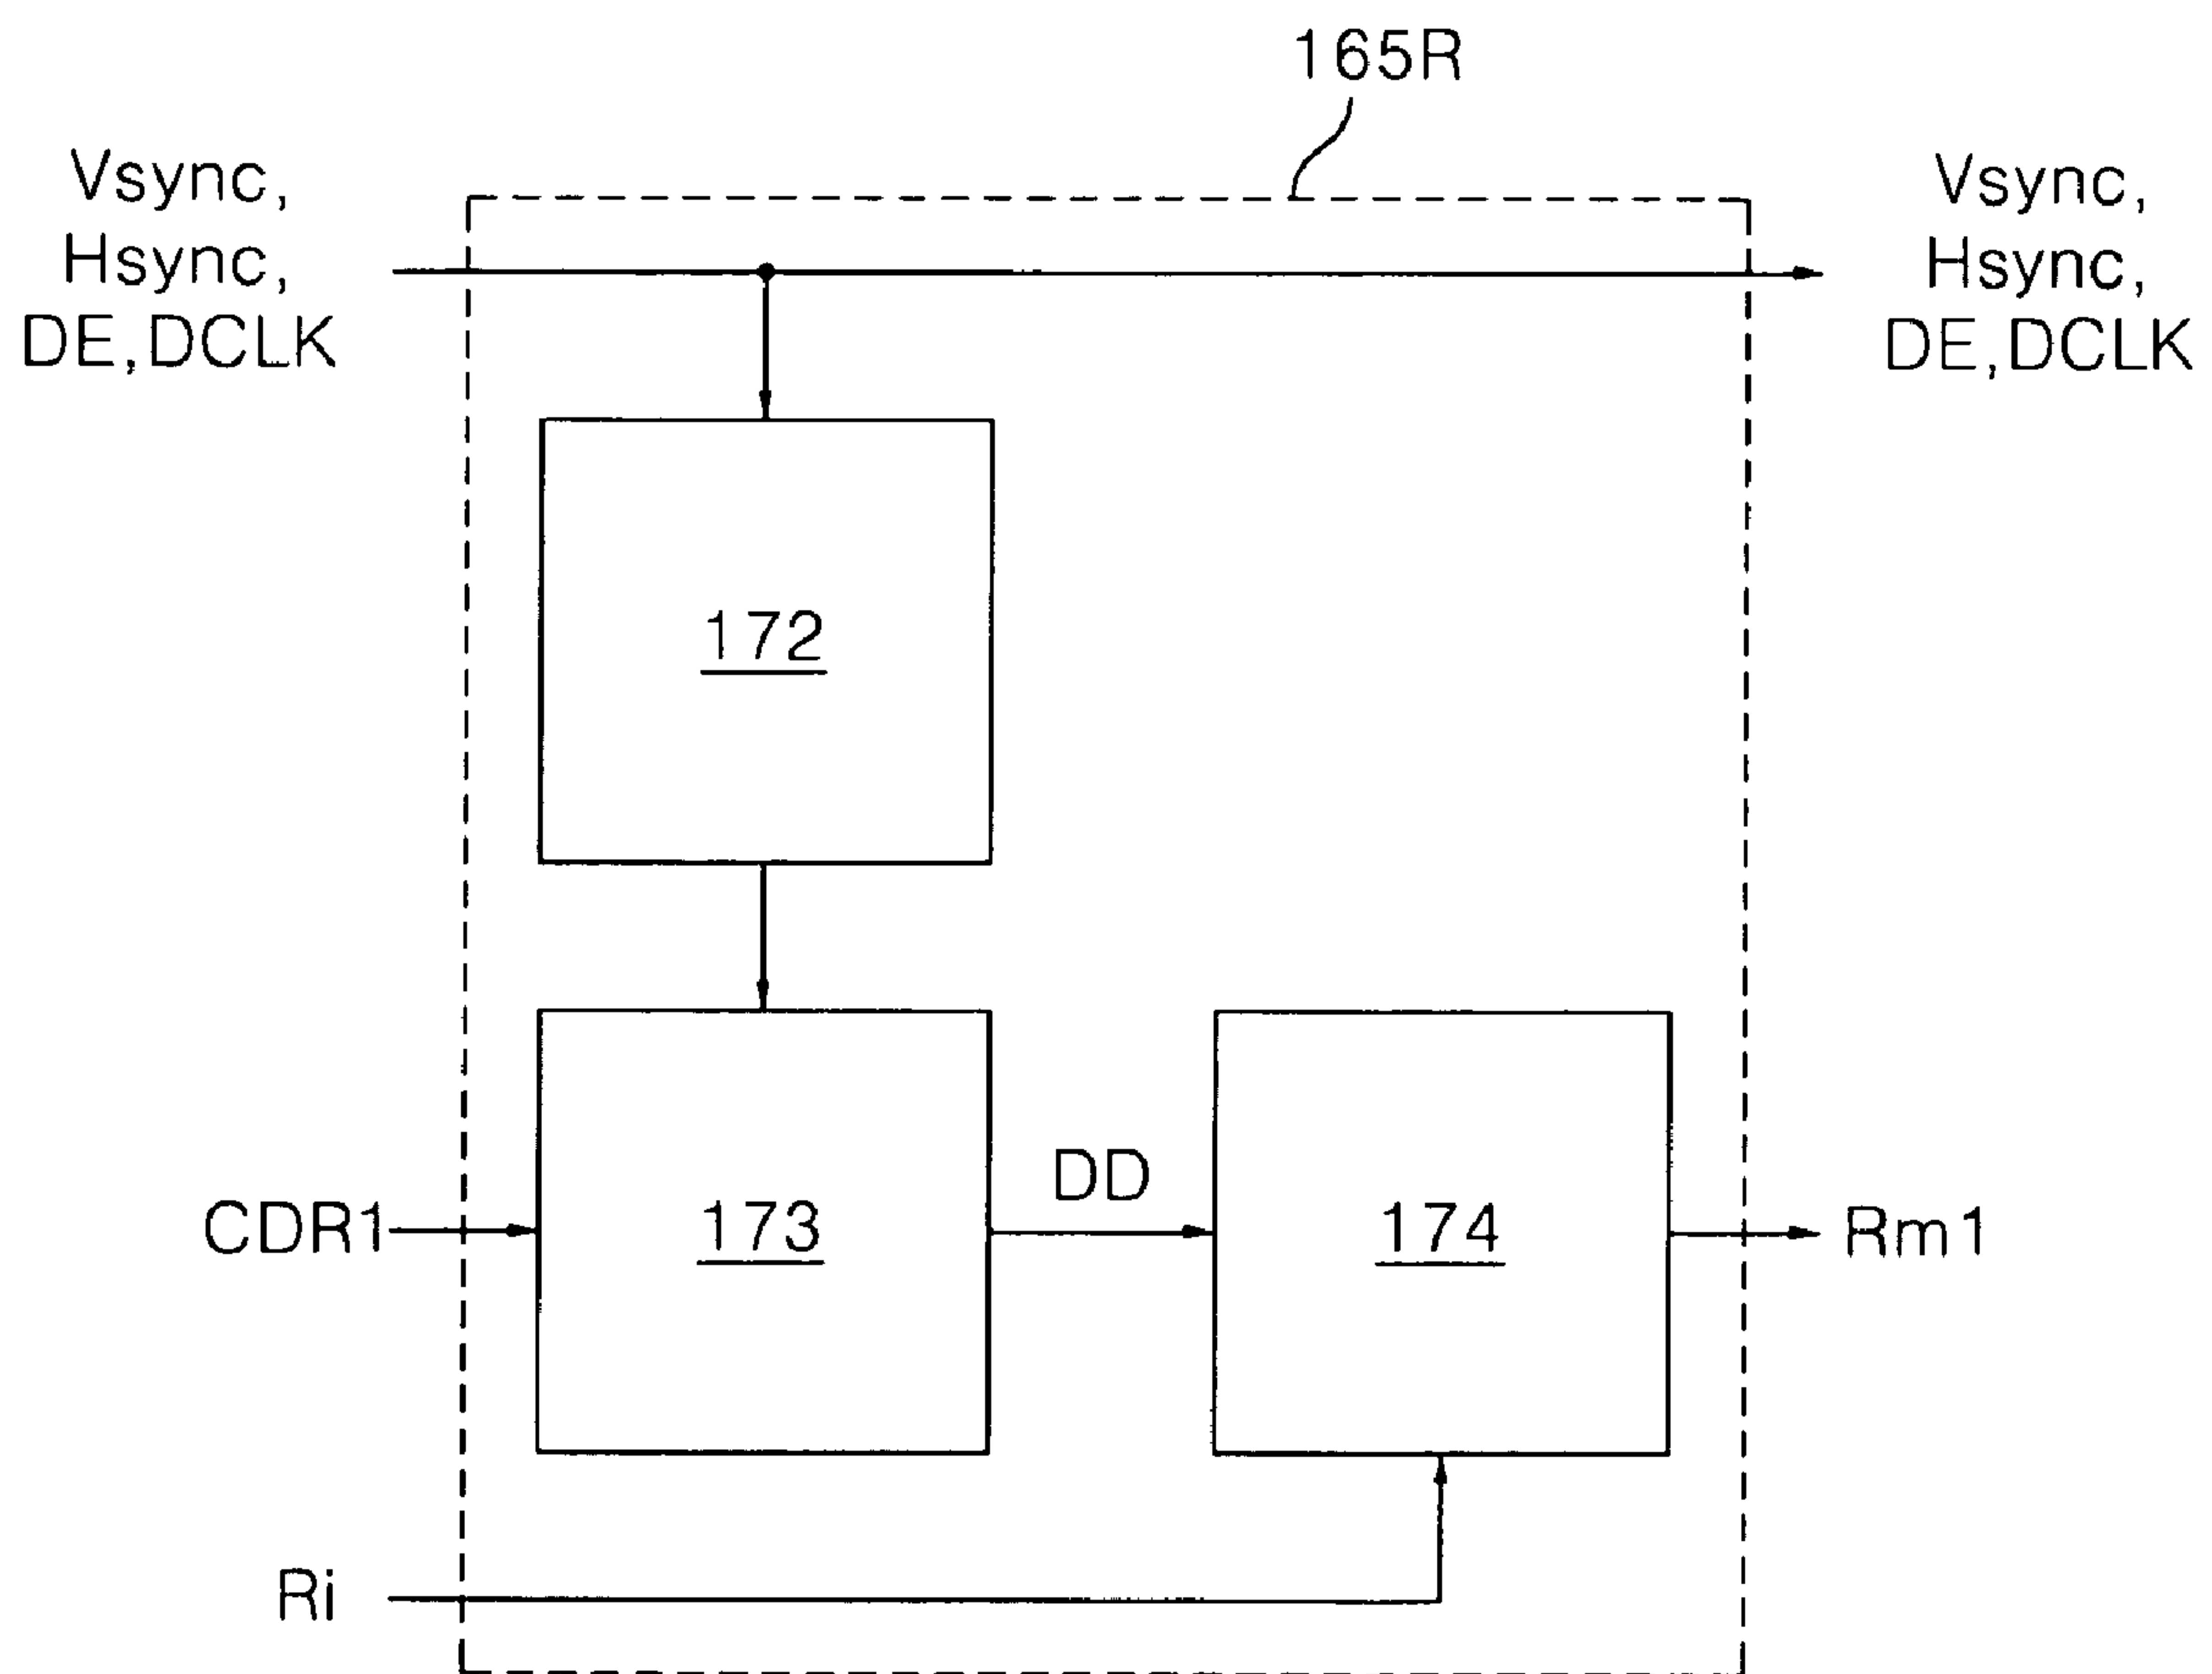 165R
Vsync,
Hsync,
DE,DCLK
Vsync,
Hsync,
DE,DCLK
172
CDR1
173
DD
174
Rm1
Ri